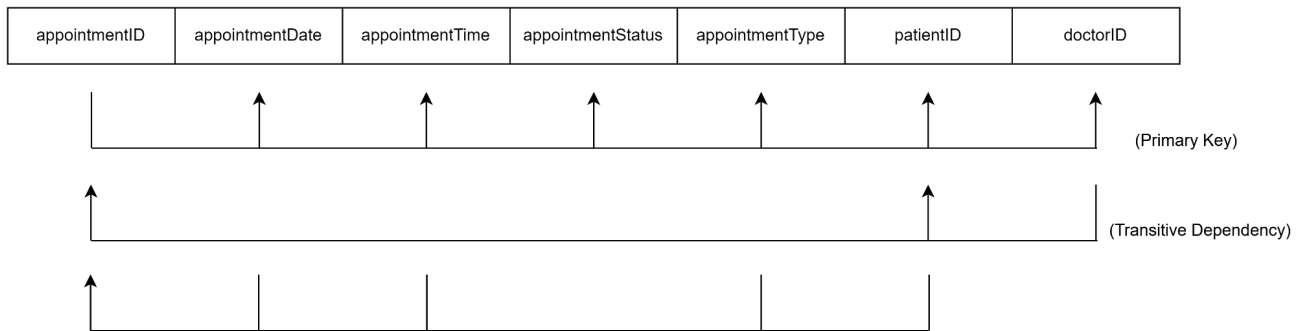 appointmentID appointmentDate appointmentTime appointmentStatus appointmentType patientID doctorID
(Primary Key)
(Transitive Dependency)